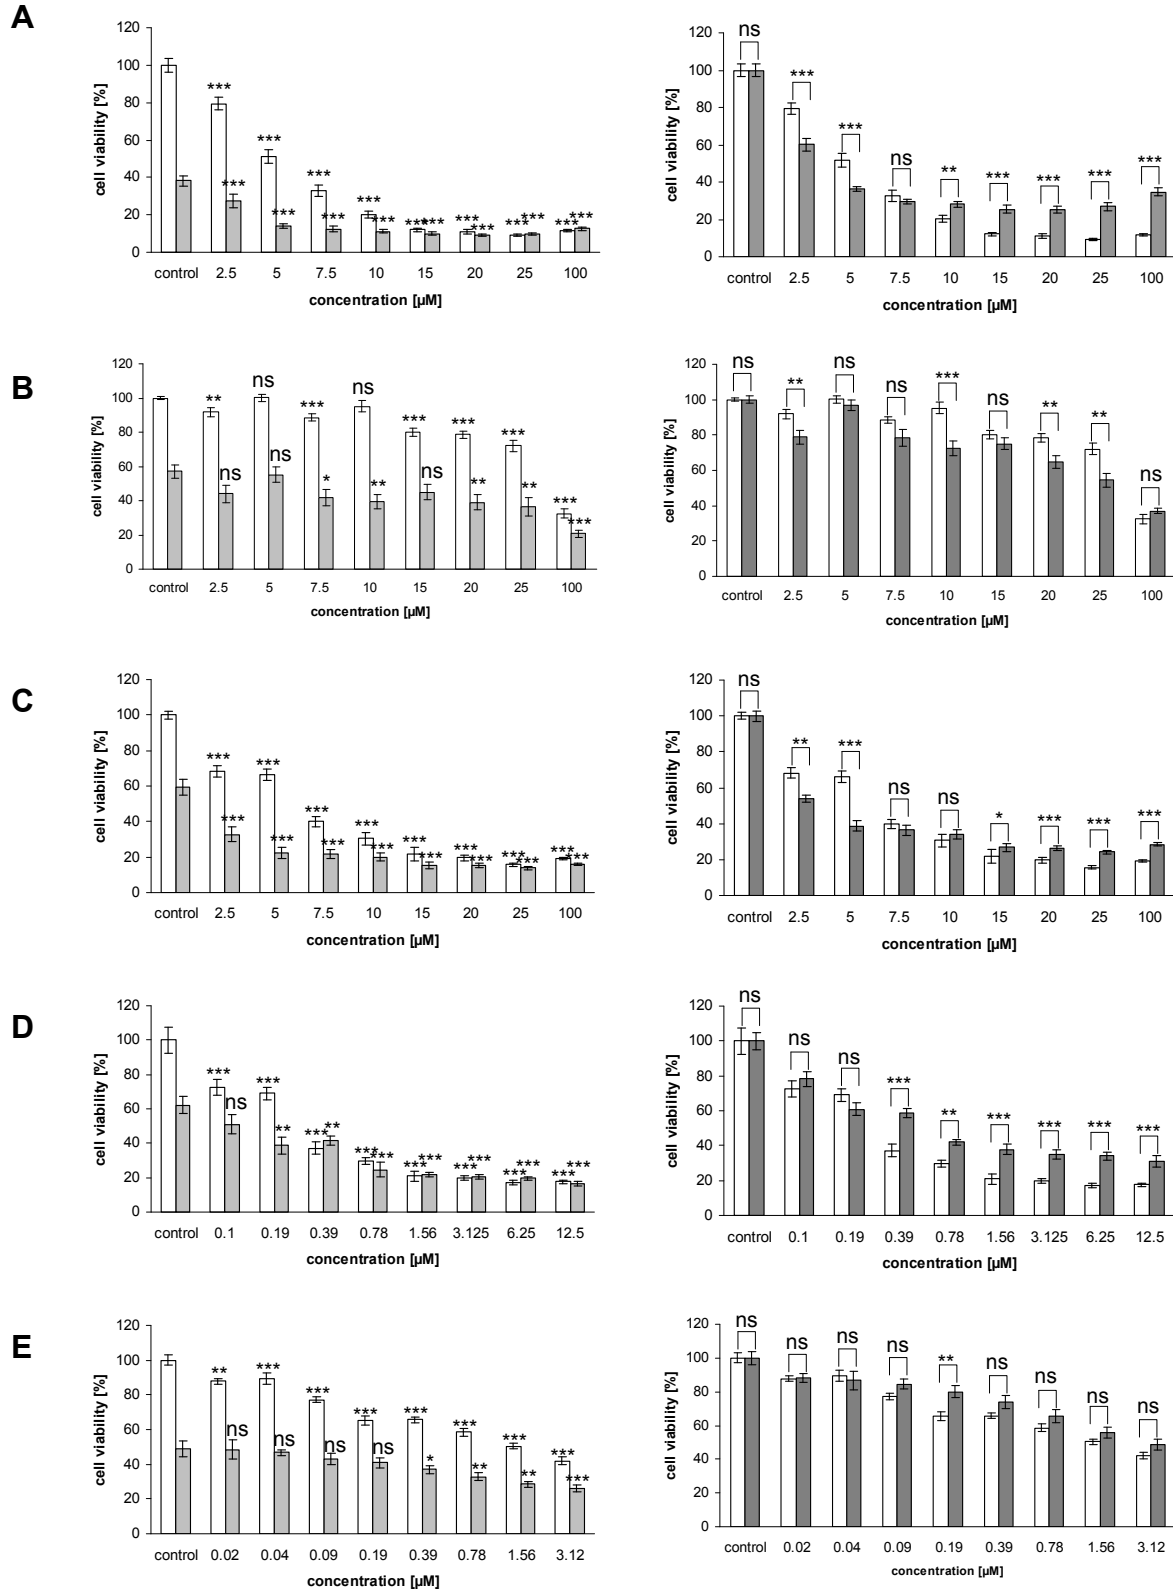 A
cell viability [%]
120
100
80
60
40
20
0
*** *** *** *** *** *** *** ***
*** *** *** *** *** *** *** ***
control 2.5 5 7.5 10 15 20 25 100
concentration [µM]
cell viability [%]
120
100
80
60
40
20
0
ns *** *** ns ** *** *** *** ***
control 2.5 5 7.5 10 15 20 25 100
concentration [µM]
B
cell viability [%]
120
100
80
60
40
20
0
** ns *** ns *** *** *** ***
ns ns * ** ns ** ** ***
control 2.5 5 7.5 10 15 20 25 100
concentration [µM]
cell viability [%]
120
100
80
60
40
20
0
ns ** ns ns *** ns ** ** ns
control 2.5 5 7.5 10 15 20 25 100
concentration [µM]
C
cell viability [%]
120
100
80
60
40
20
0
*** *** *** *** *** *** *** ***
*** *** *** *** *** *** *** ***
control 2.5 5 7.5 10 15 20 25 100
concentration [µM]
cell viability [%]
120
100
80
60
40
20
0
ns ** *** ns ns * *** *** ***
control 2.5 5 7.5 10 15 20 25 100
concentration [µM]
D
cell viability [%]
120
100
80
60
40
20
0
*** *** *** *** *** *** *** ***
ns ** ** *** *** *** *** ***
control 0.1 0.19 0.39 0.78 1.56 3.125 6.25 12.5
concentration [µM]
cell viability [%]
120
100
80
60
40
20
0
ns ns ns *** ** *** *** *** ***
control 0.1 0.19 0.39 0.78 1.56 3.125 6.25 12.5
concentration [µM]
E
cell viability [%]
120
100
80
60
40
20
0
** *** *** *** *** *** *** ***
ns ns ns ns * ** ** ***
control 0.02 0.04 0.09 0.19 0.39 0.78 1.56 3.12
concentration [µM]
cell viability [%]
120
100
80
60
40
20
0
ns ns ns ns ** ns ns ns ns
control 0.02 0.04 0.09 0.19 0.39 0.78 1.56 3.12
concentration [µM]